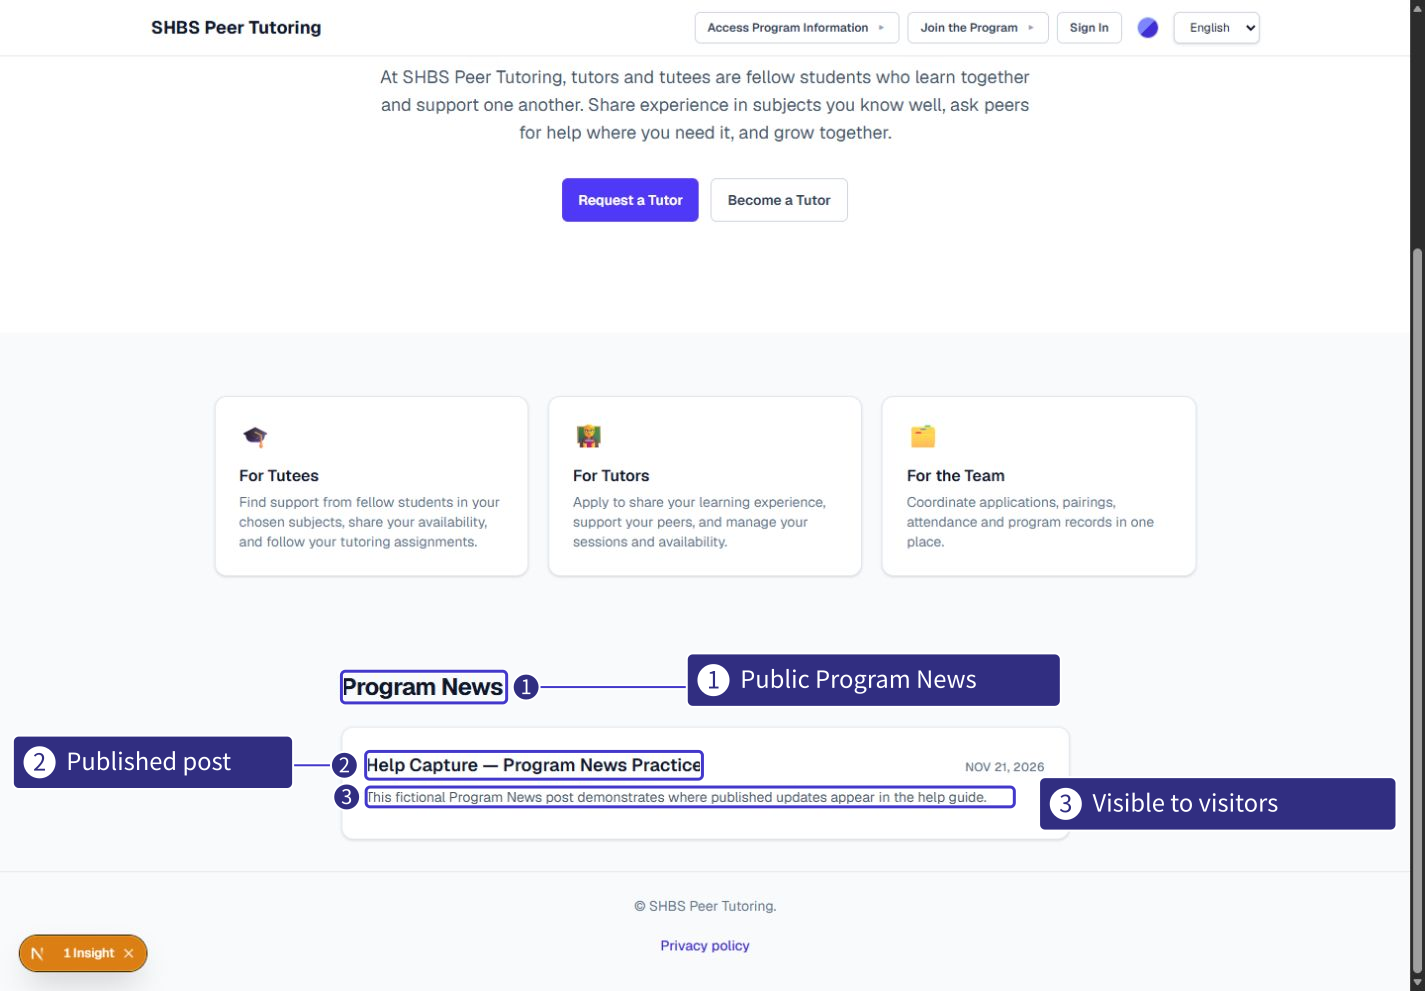 SHBS Peer Tutoring
Access Program Information ▸
Join the Program ▸
Sign In
English
At SHBS Peer Tutoring, tutors and tutees are fellow students who learn together
and support one another. Share experience in subjects you know well, ask peers
for help where you need it, and grow together.
Request a Tutor
Become a Tutor
For Tutees
Find support from fellow students in your
chosen subjects, share your availability,
and follow your tutoring assignments.
For Tutors
Apply to share your learning experience,
support your peers, and manage your
sessions and availability.
For the Team
Coordinate applications, pairings,
attendance and program records in one
place.
Program News 1
1 Public Program News
2 Published post
2 Help Capture — Program News Practice
NOV 21, 2026
3 This fictional Program News post demonstrates where published updates appear in the help guide.
3 Visible to visitors
© SHBS Peer Tutoring.
Privacy policy
N 1 Insight ×